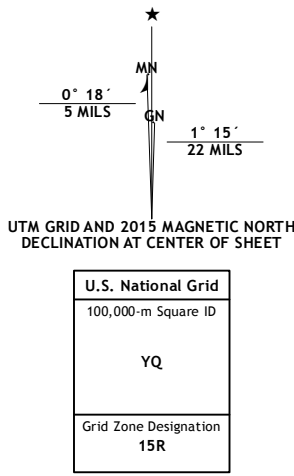 ★
MN
0° 18´
5 MILS
GN
1° 15´
22 MILS
UTM GRID AND 2015 MAGNETIC NORTH
DECLINATION AT CENTER OF SHEET
U.S. National Grid
100,000-m Square ID
YQ
Grid Zone Designation
15R